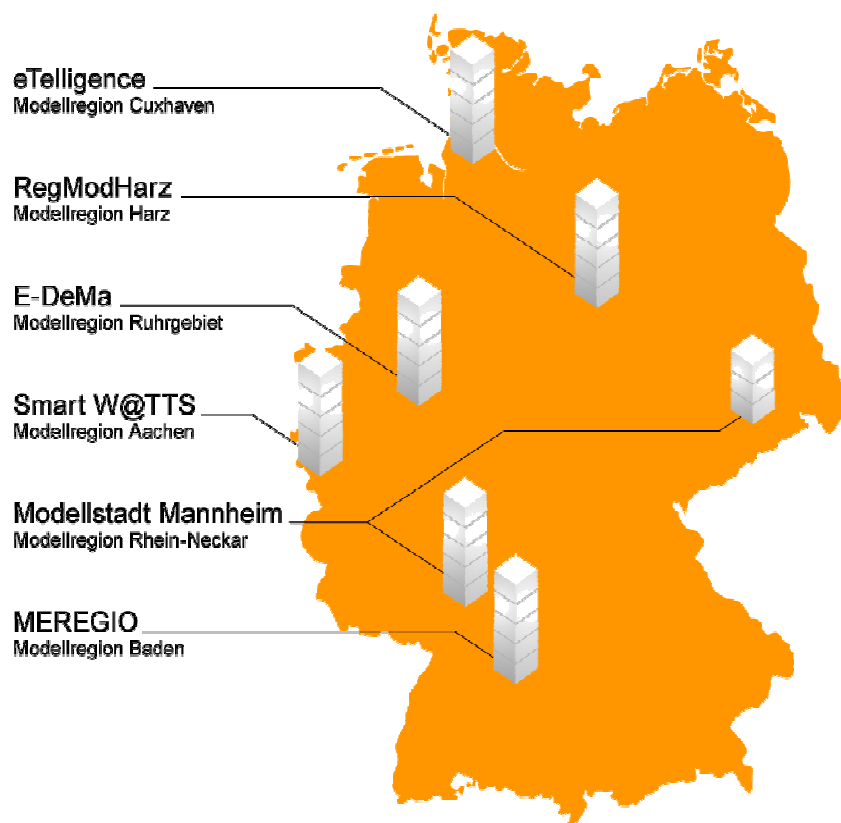 eTelligence
Modellregion Cuxhaven
RegModHarz
Modellregion Harz
E-DeMa
Modellregion Ruhrgebiet
Smart W@TTS
Modellregion Aachen
Modellstadt Mannheim
Modellregion Rhein-Neckar
MEREGIO
Modellregion Baden